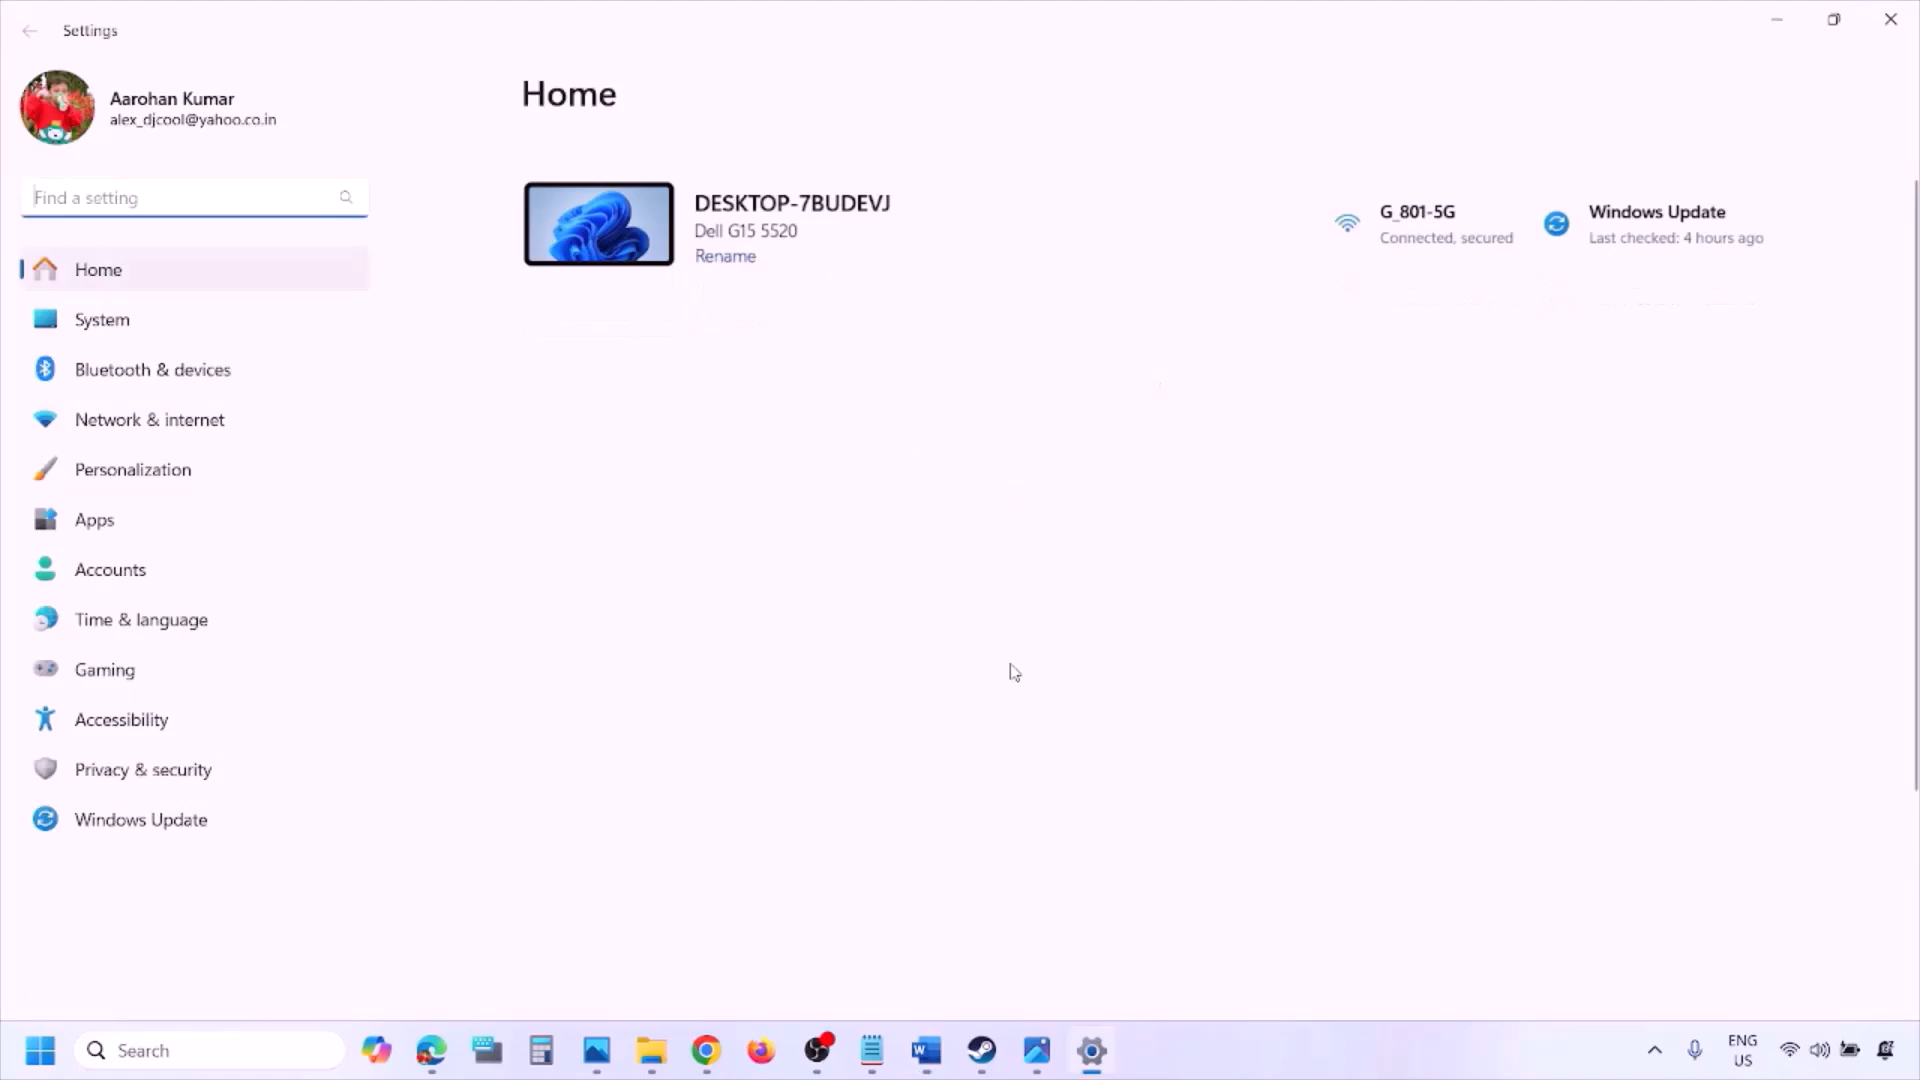 Settings
Aarohan Kumar
alex_djcool@yahoo.co.in
Find a setting
Home
System
Bluetooth & devices
Network & internet
Personalization
Apps
Accounts
Time & language
Gaming
Accessibility
Privacy & security
Windows Update
Home
DESKTOP-7BUDEVJ
Dell G15 5520
Rename
G_801-5G
Connected, secured
Windows Update
Last checked: 4 hours ago
Search
ENG
US